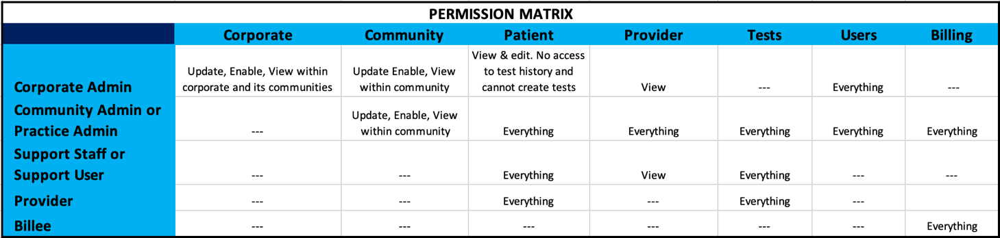 PERMISSION MATRIX
Corporate Community Patient Provider Tests Users Billing
View & edit. No access
Update, Enable, View within Update Enable, View to test history and
Corporate Admin corporate and its communities within community cannot create tests View --- Everything ---
Community Admin or Update, Enable, View
Practice Admin --- within community Everything Everything Everything Everything Everything
Support Staff or
Support User --- --- Everything View Everything --- ---
Provider --- --- Everything --- Everything ---
Billee --- --- --- --- --- --- Everything